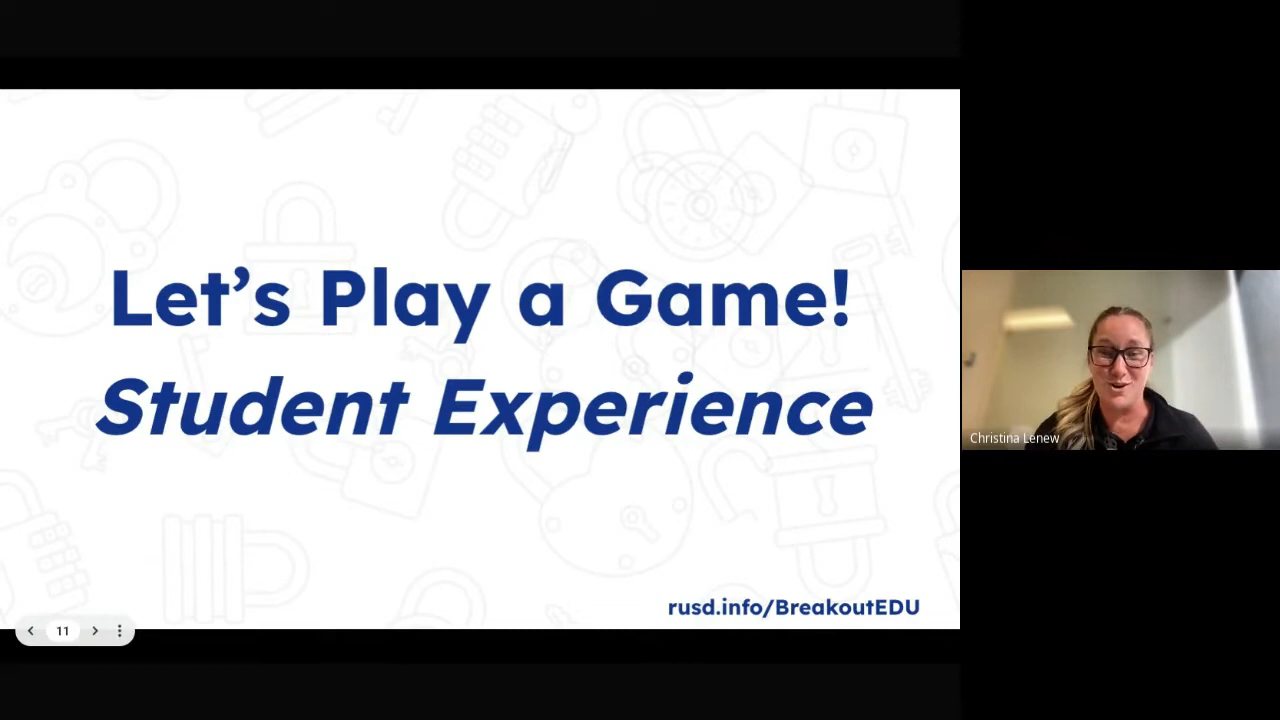 Let’s Play a Game!
Student Experience
rusd.info/BreakoutEDU
11
Christina Lenew